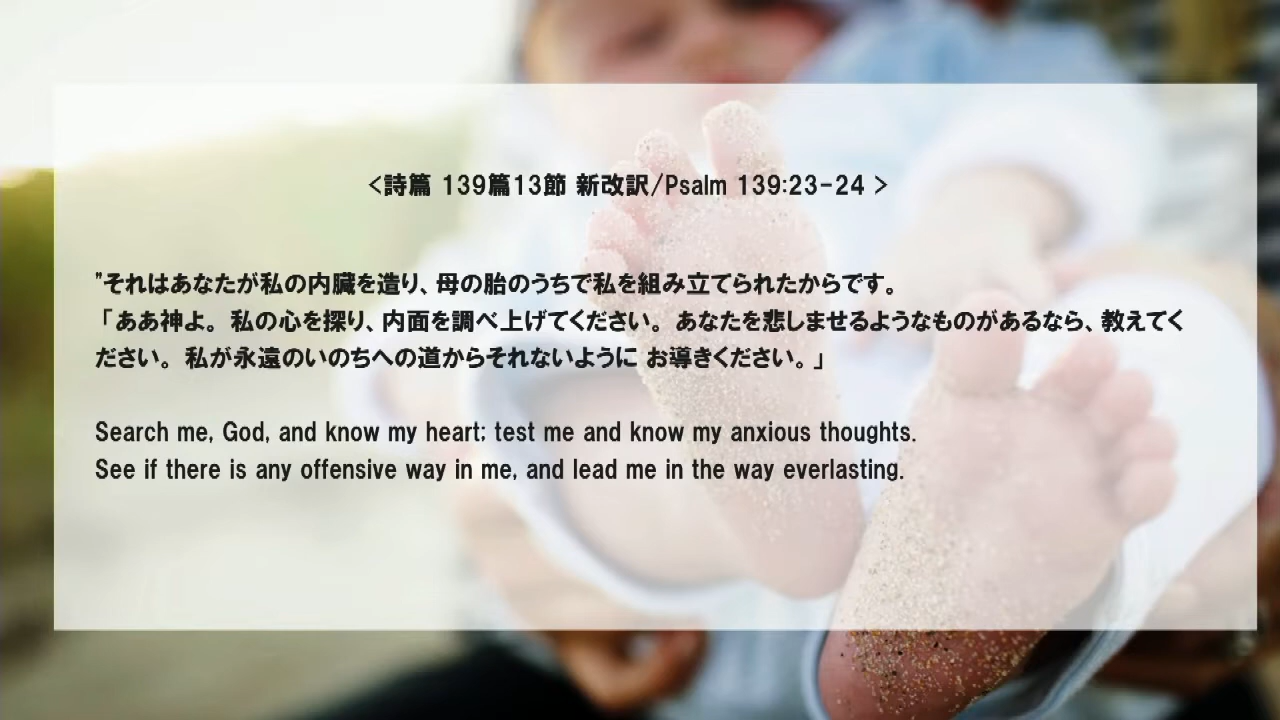 <詩篇 139篇13節 新改訳/Psalm 139:23-24 >
"それはあなたが私の内臓を造り、母の胎のうちで私を組み立てられたからです。
「ああ神よ。 私の心を探り、内面を調べ上げてください。 あなたを悲しませるようなものがあるなら、教えてく
ださい。 私が永遠のいのちへの道からそれないように お導きください。」
Search me, God, and know my heart; test me and know my anxious thoughts.
See if there is any offensive way in me, and lead me in the way everlasting.